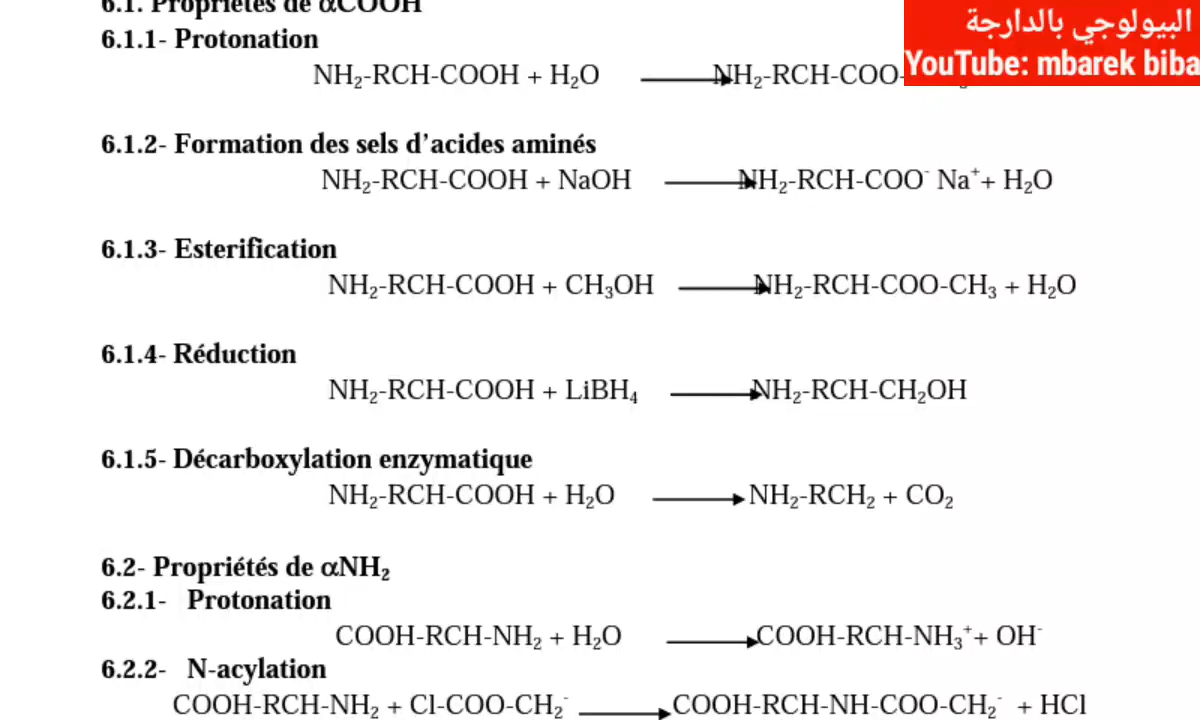 6.1. Propriétés de αCOOH
البيولوجي بالدارجة
YouTube: mbarek biba
6.1.1- Protonation
NH₂-RCH-COOH + H₂O ⟶ NH₂-RCH-COO-
6.1.2- Formation des sels d’acides aminés
NH₂-RCH-COOH + NaOH ⟶ NH₂-RCH-COO⁻ Na⁺+ H₂O
6.1.3- Esterification
NH₂-RCH-COOH + CH₃OH ⟶ NH₂-RCH-COO-CH₃ + H₂O
6.1.4- Réduction
NH₂-RCH-COOH + LiBH₄ ⟶ NH₂-RCH-CH₂OH
6.1.5- Décarboxylation enzymatique
NH₂-RCH-COOH + H₂O ⟶ NH₂-RCH₂ + CO₂
6.2- Propriétés de αNH₂
6.2.1- Protonation
COOH-RCH-NH₂ + H₂O ⟶ COOH-RCH-NH₃⁺+ OH⁻
6.2.2- N-acylation
COOH-RCH-NH₂ + Cl-COO-CH₂⁻ ⟶ COOH-RCH-NH-COO-CH₂⁻ + HCl